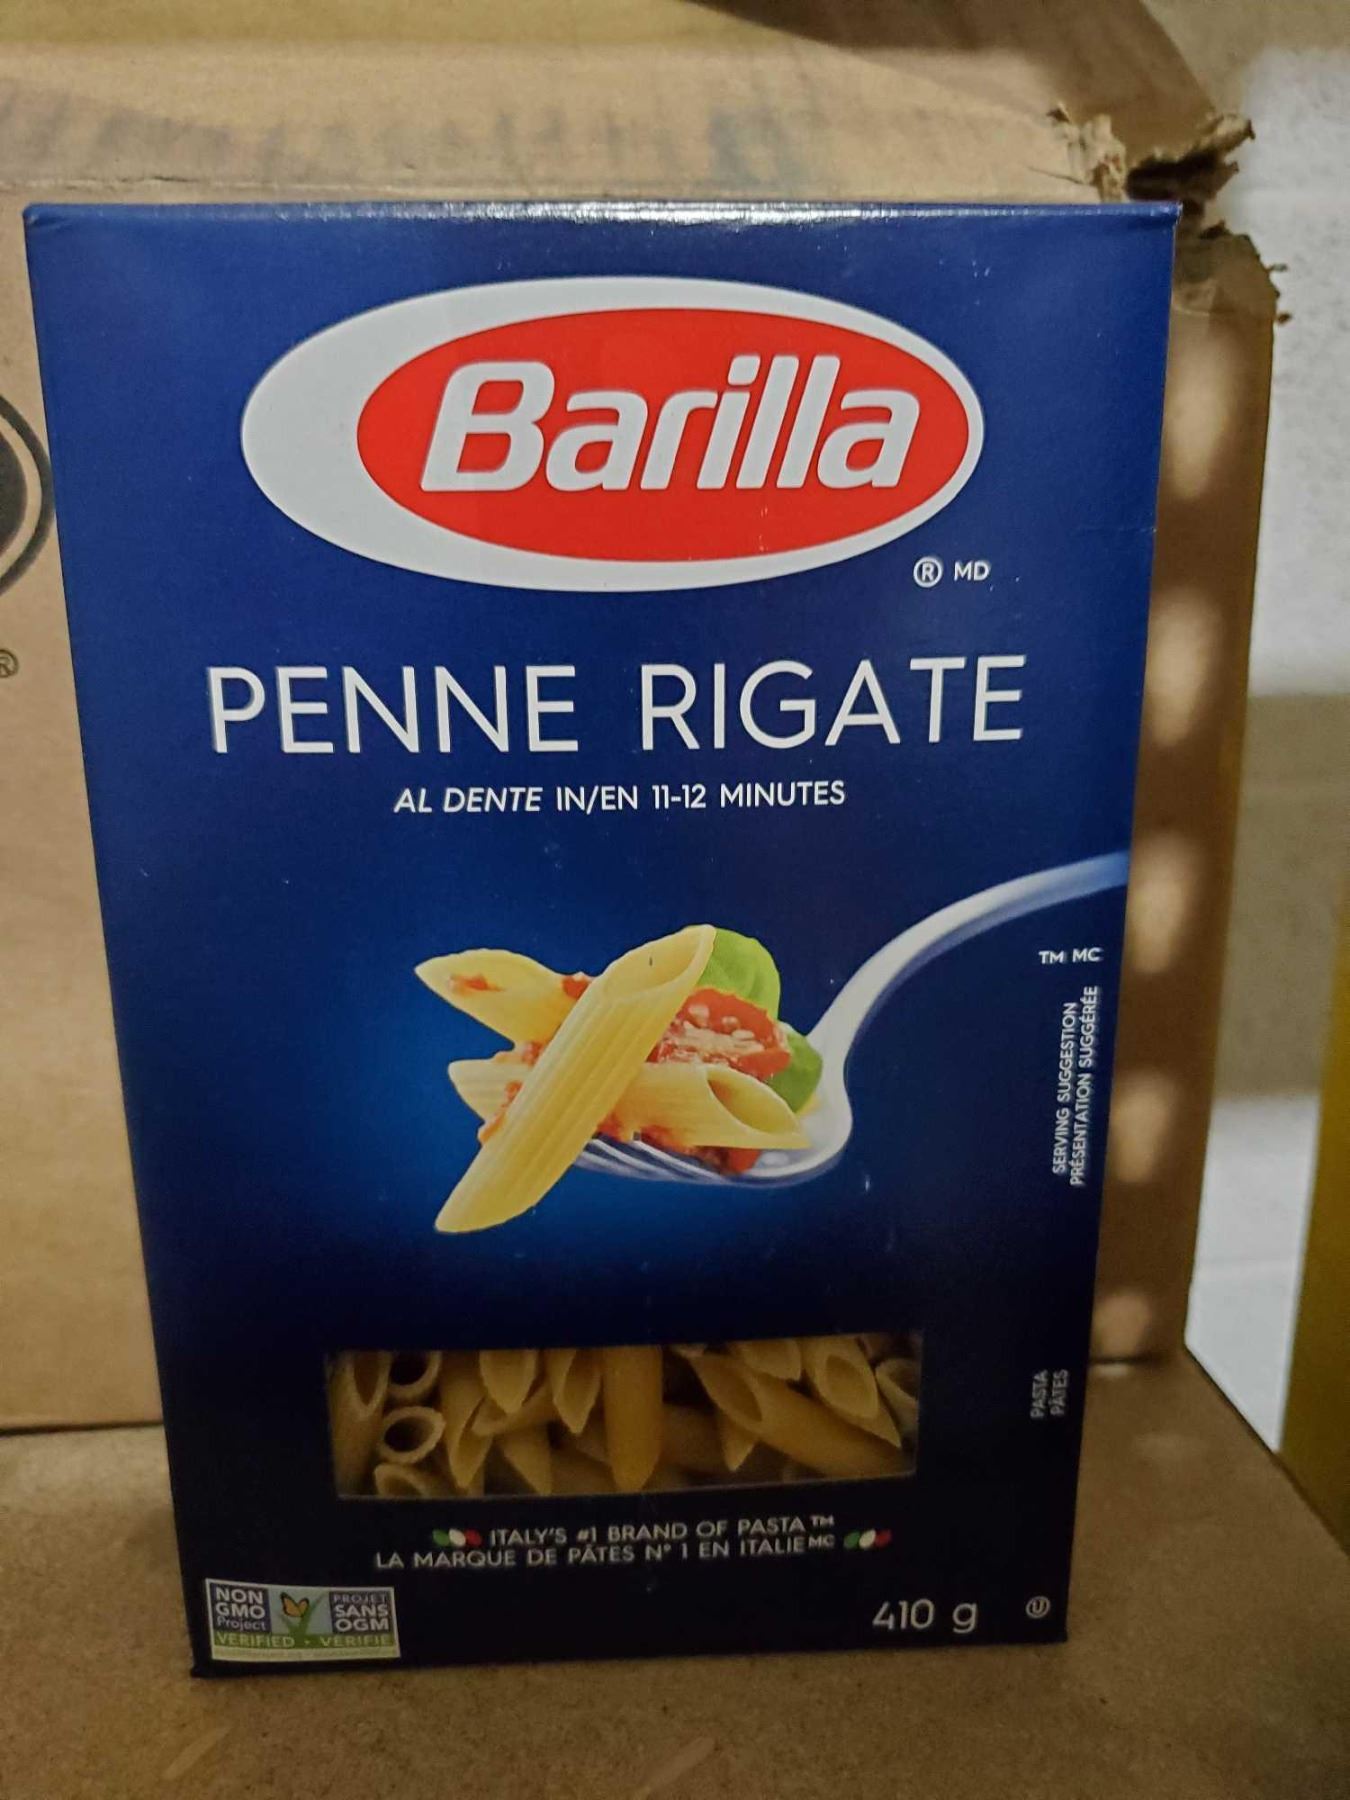 Barilla
® MD
PENNE RIGATE
AL DENTE IN/EN 11-12 MINUTES
TM MC
SERVING SUGGESTION
PRÉSENTATION SUGGÉRÉE
PASTA
PÂTES
ITALY'S #1 BRAND OF PASTA TM
LA MARQUE DE PÂTES N° 1 EN ITALIE MC
NON
GMO
Project
PROJET
SANS
OGM
VERIFIED • VÉRIFIÉ
410 g
U
®